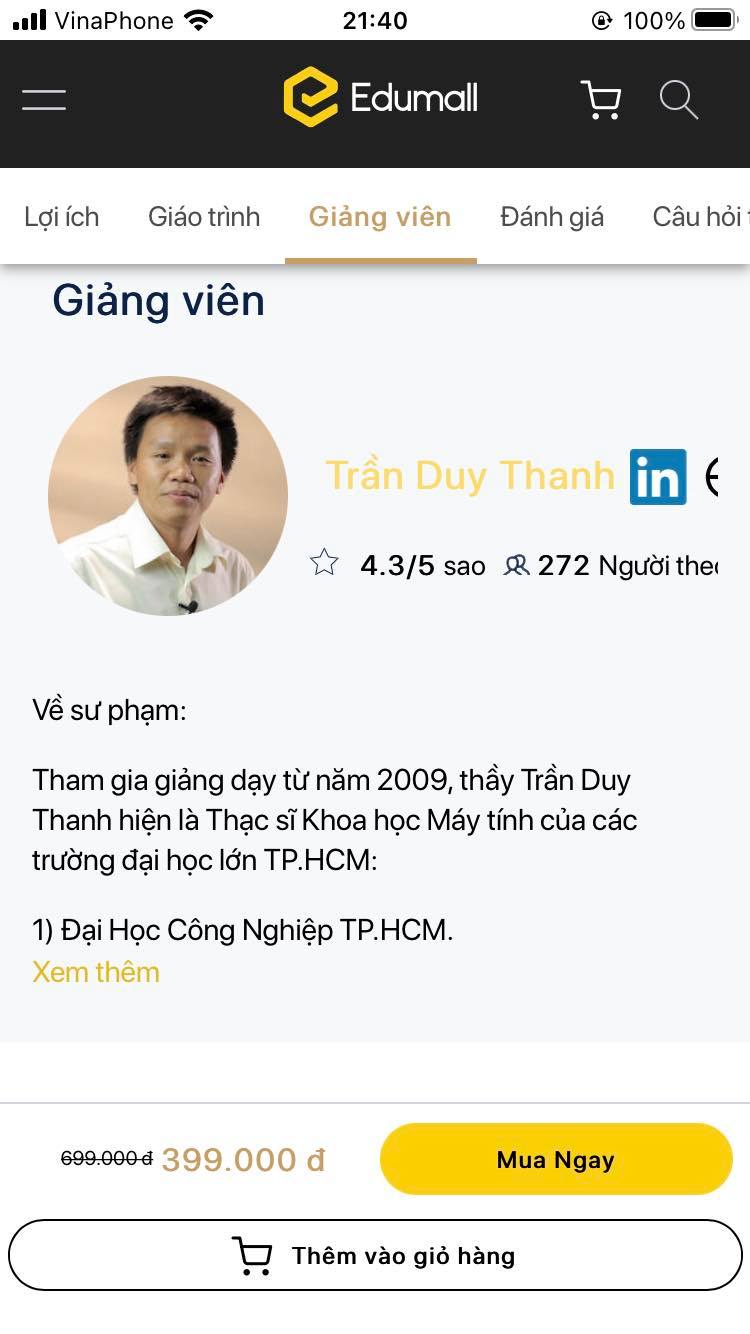 VinaPhone 21:40 100%
Edumall
Lợi ích Giáo trình Giảng viên Đánh giá Câu hỏi
Giảng viên
Trần Duy Thanh in
4.3/5 sao 272 Người
Về sư phạm:
Tham gia giảng dạy từ năm 2009, thầy Trần Duy
Thanh hiện là Thạc sĩ Khoa học Máy tính của các
trường đại học lớn TP.HCM:
1) Đại Học Công Nghiệp TP.HCM.
Xem thêm
699.000 đ 399.000 đ Mua Ngay
Thêm vào giỏ hàng